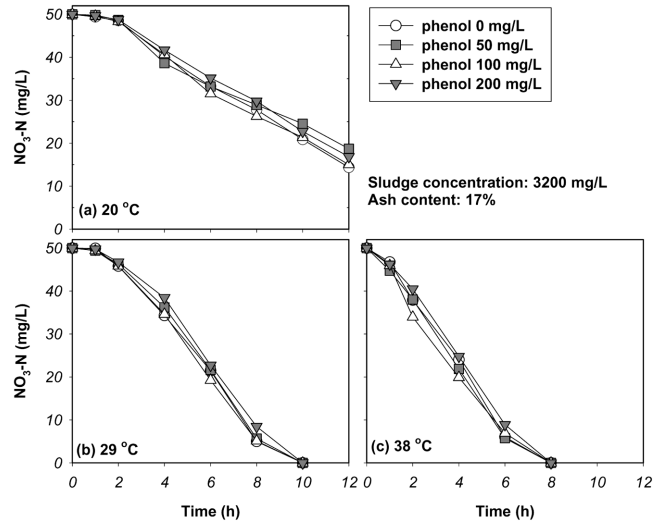 50
40
30
20
10
0
NO3-N (mg/L)
(a) 20 °C
phenol 0 mg/L
phenol 50 mg/L
phenol 100 mg/L
phenol 200 mg/L
Sludge concentration: 3200 mg/L
Ash content: 17%
50
40
30
20
10
0
NO3-N (mg/L)
(b) 29 °C
(c) 38 °C
0 2 4 6 8 10 12 0 2 4 6 8 10 12
Time (h) Time (h)